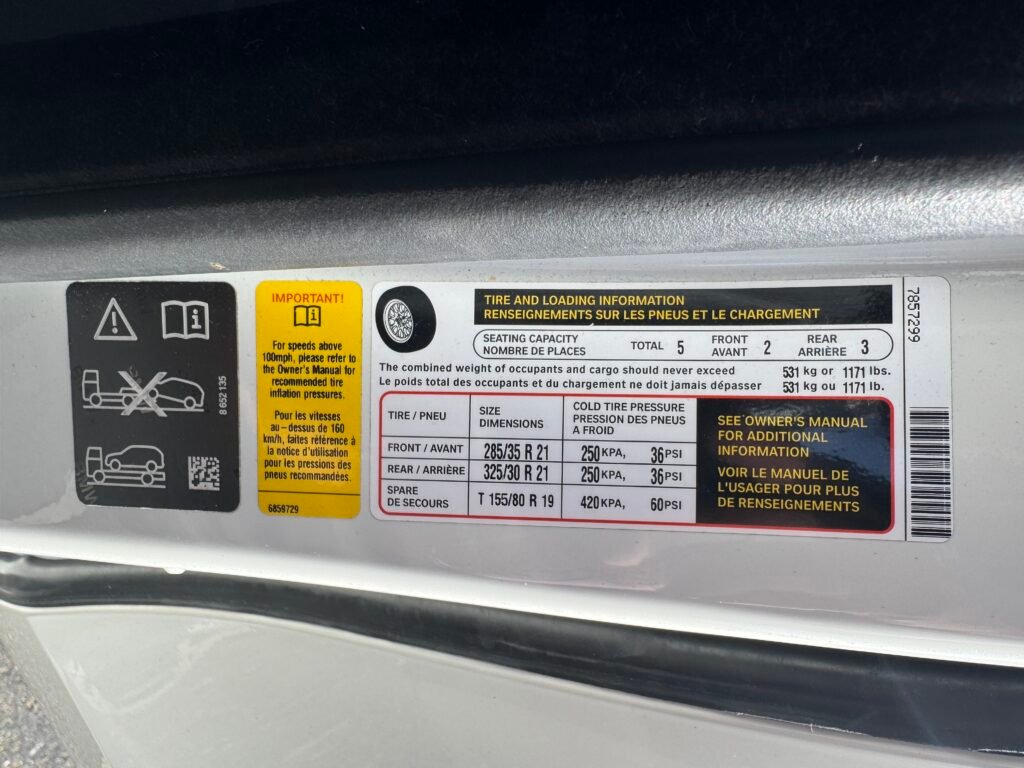 8 652 135
IMPORTANT!
For speeds above
100mph, please refer to
the Owner's Manual for
recommended tire
inflation pressures.
Pour les vitesses
au-dessus de 160
km/h, faites référence à
la notice d'utilisation
pour les pressions des
pneus recommandées.
6859729
TIRE AND LOADING INFORMATION
RENSEIGNEMENTS SUR LES PNEUS ET LE CHARGEMENT
SEATING CAPACITY
NOMBRE DE PLACES
TOTAL 5
FRONT
AVANT 2
REAR
ARRIÈRE 3
The combined weight of occupants and cargo should never exceed 531 kg or 1171 lbs.
Le poids total des occupants et du chargement ne doit jamais dépasser 531 kg ou 1171 lb.
TIRE / PNEU
SIZE
DIMENSIONS
COLD TIRE PRESSURE
PRESSION DES PNEUS
A FROID
FRONT / AVANT 285/35 R 21 250 KPA, 36 PSI
REAR / ARRIÈRE 325/30 R 21 250 KPA, 36 PSI
SPARE
DE SECOURS T 155/80 R 19 420 KPA, 60 PSI
SEE OWNER'S MANUAL
FOR ADDITIONAL
INFORMATION
VOIR LE MANUEL DE
L'USAGER POUR PLUS
DE RENSEIGNEMENTS
7857299